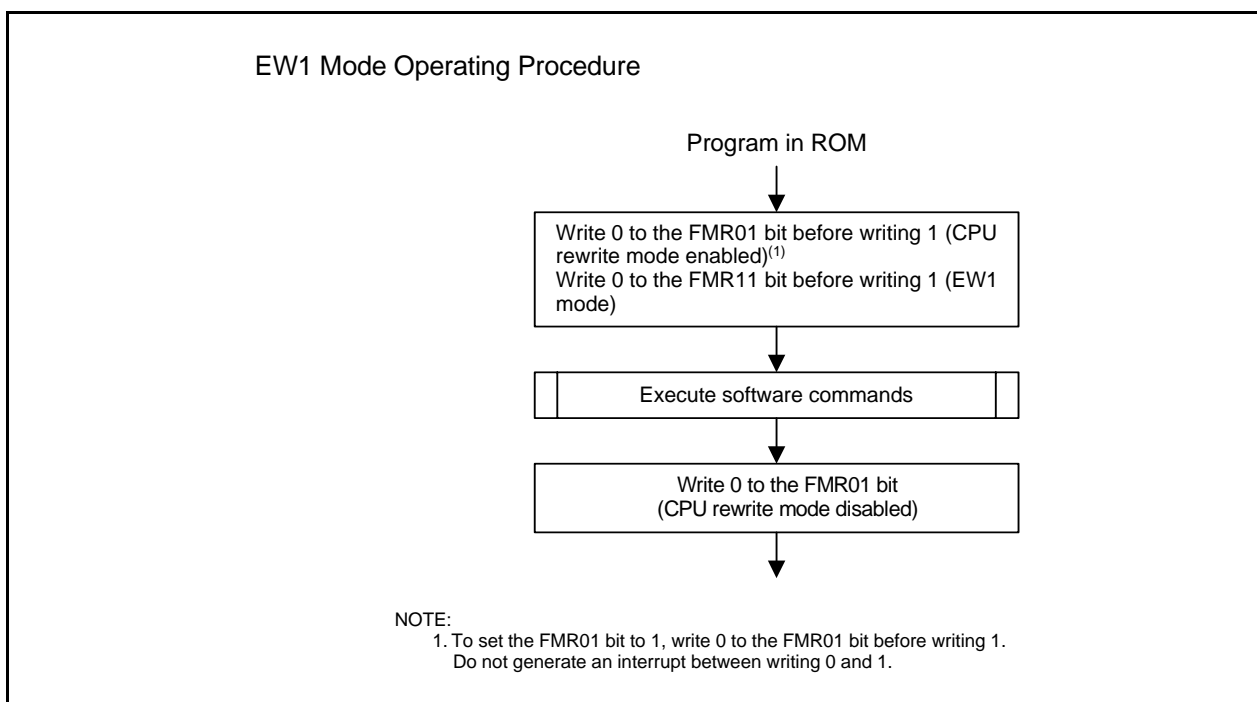 EW1 Mode Operating Procedure
Program in ROM
Write 0 to the FMR01 bit before writing 1 (CPU
rewrite mode enabled)(1)
Write 0 to the FMR11 bit before writing 1 (EW1
mode)
Execute software commands
Write 0 to the FMR01 bit
(CPU rewrite mode disabled)
NOTE:
1. To set the FMR01 bit to 1, write 0 to the FMR01 bit before writing 1.
Do not generate an interrupt between writing 0 and 1.